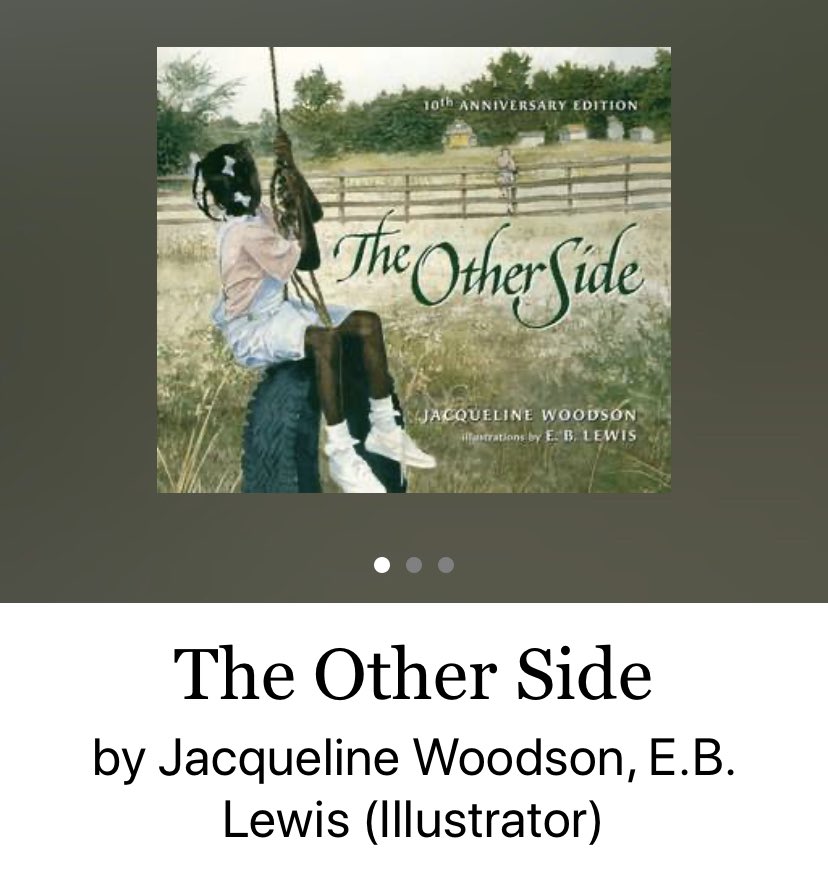 10th ANNIVERSARY EDITION
The Other Side
JACQUELINE WOODSON
illustrations by E. B. LEWIS
The Other Side
by Jacqueline Woodson, E.B.
Lewis (Illustrator)